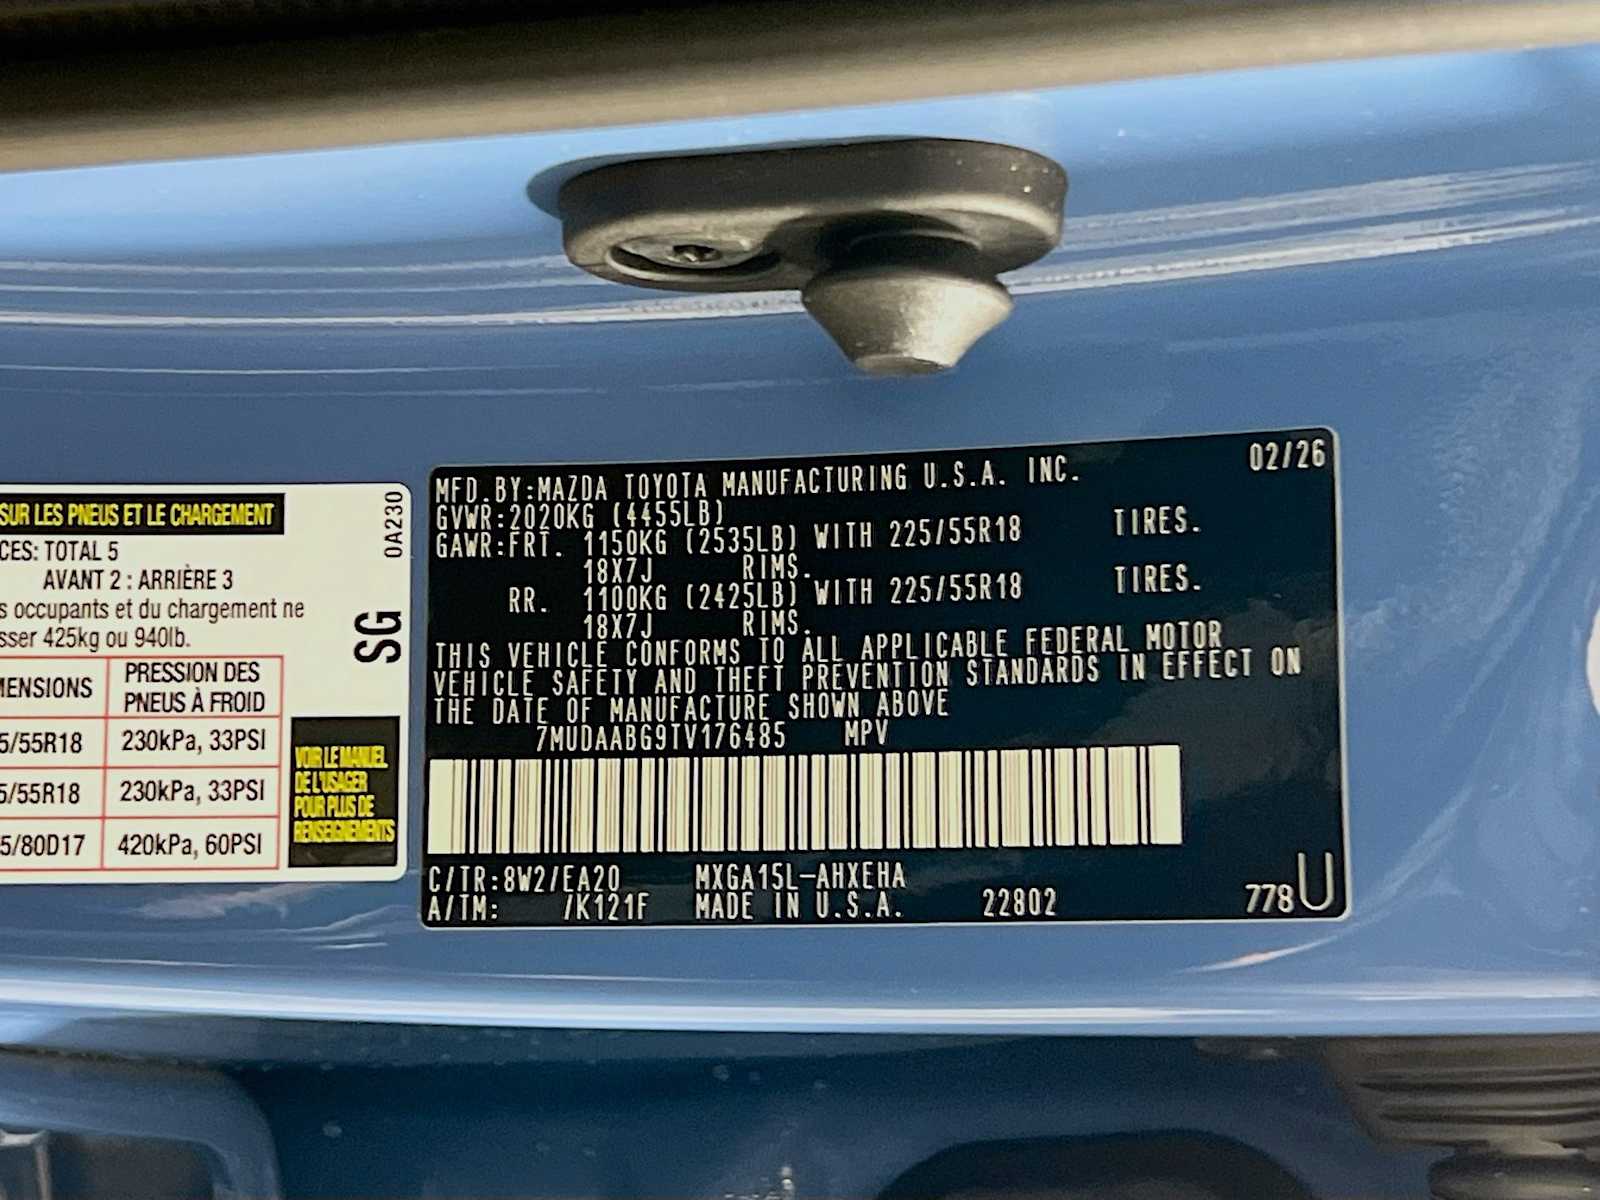 SUR LES PNEUS ET LE CHARGEMENT
CES: TOTAL 5
AVANT 2 : ARRIÈRE 3
s occupants et du chargement ne
sser 425kg ou 940lb.
MENSIONS PRESSION DES PNEUS À FROID
5/55R18 230kPa, 33PSI
5/55R18 230kPa, 33PSI
5/80D17 420kPa, 60PSI
0A230
SG
VOIR LE MANUEL
DE L'USAGER
POUR PLUS DE
RENSEIGNEMENTS
MFD.BY:MAZDA TOYOTA MANUFACTURING U.S.A. INC. 02/26
GVWR:2020KG (4455LB)
GAWR:FRT. 1150KG (2535LB) WITH 225/55R18 TIRES.
18X7J RIMS.
RR. 1100KG (2425LB) WITH 225/55R18 TIRES.
18X7J RIMS.
THIS VEHICLE CONFORMS TO ALL APPLICABLE FEDERAL MOTOR
VEHICLE SAFETY AND THEFT PREVENTION STANDARDS IN EFFECT ON
THE DATE OF MANUFACTURE SHOWN ABOVE
7MUDAABG9TV176485 MPV
C/TR:8W2/EA20 MXGA15L-AHXEHA
A/TM: /K121F MADE IN U.S.A. 22802 778U